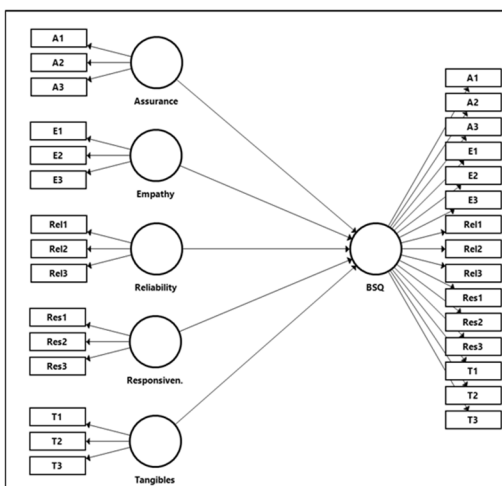 A1
A2
A3
Assurance
E1
E2
E3
Empathy
Rel1
Rel2
Rel3
Reliability
Res1
Res2
Res3
Responsiven.
T1
T2
T3
Tangibles
BSQ
A1
A2
A3
E1
E2
E3
Rel1
Rel2
Rel3
Res1
Res2
Res3
T1
T2
T3